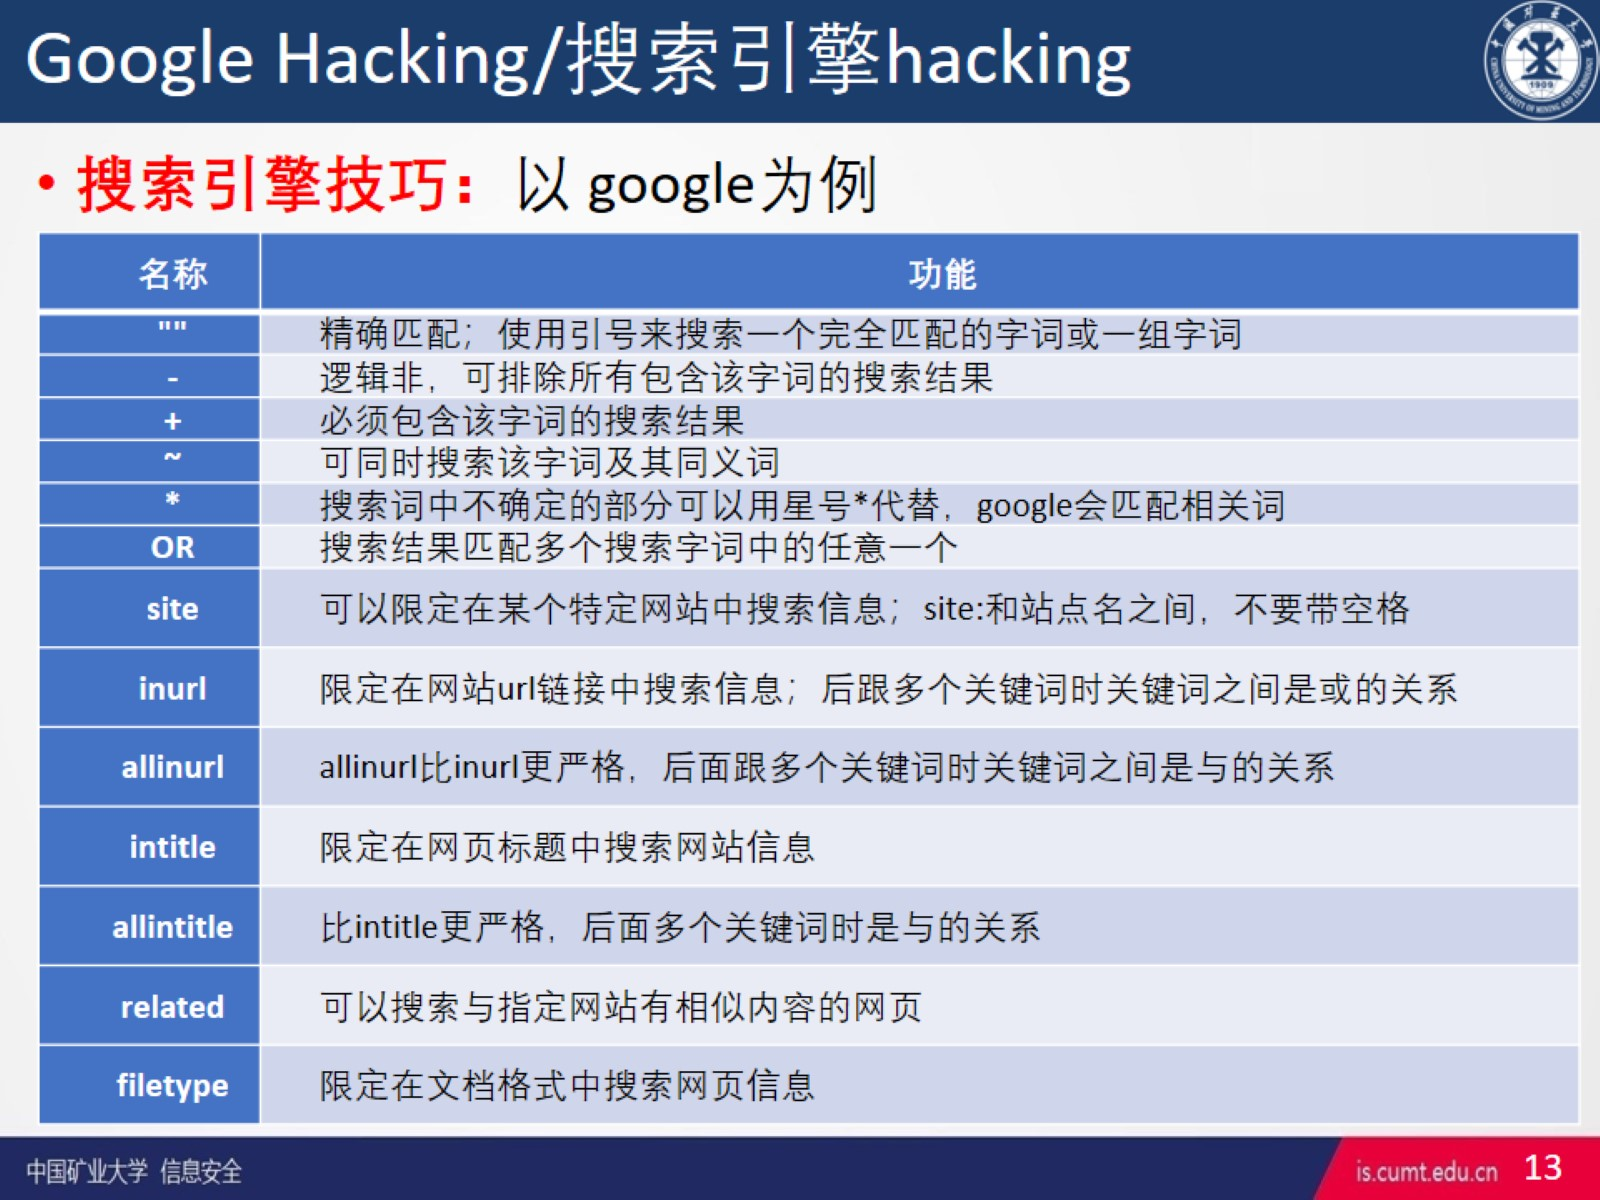 Google Hacking/搜索引擎hacking
1909
CHINA UNIVERSITY OF MINING AND TECHNOLOGY
• 搜索引擎技巧：以 google为例
名称 功能
"" 精确匹配；使用引号来搜索一个完全匹配的字词或一组字词
- 逻辑非，可排除所有包含该字词的搜索结果
+ 必须包含该字词的搜索结果
~ 可同时搜索该字词及其同义词
* 搜索词中不确定的部分可以用星号*代替，google会匹配相关词
OR 搜索结果匹配多个搜索字词中的任意一个
site 可以限定在某个特定网站中搜索信息；site:和站点名之间，不要带空格
inurl 限定在网站url链接中搜索信息；后跟多个关键词时关键词之间是或的关系
allinurl allinurl比inurl更严格，后面跟多个关键词时关键词之间是与的关系
intitle 限定在网页标题中搜索网站信息
allintitle 比intitle更严格，后面多个关键词时是与的关系
related 可以搜索与指定网站有相似内容的网页
filetype 限定在文档格式中搜索网页信息
中国矿业大学 信息安全
is.cumt.edu.cn 13